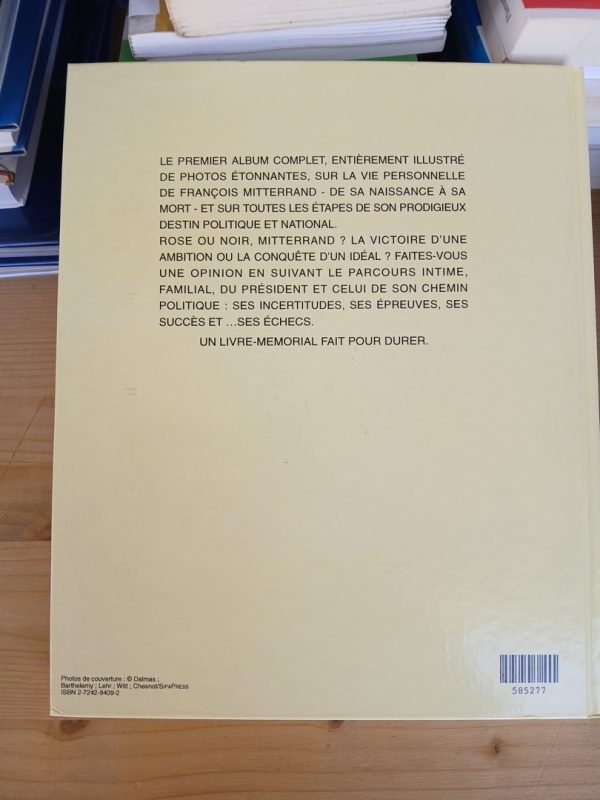 LE PREMIER ALBUM COMPLET, ENTIÈREMENT ILLUSTRÉ
DE PHOTOS ÉTONNANTES, SUR LA VIE PERSONNELLE
DE FRANÇOIS MITTERRAND - DE SA NAISSANCE À SA
MORT - ET SUR TOUTES LES ÉTAPES DE SON PRODIGIEUX
DESTIN POLITIQUE ET NATIONAL.
ROSE OU NOIR, MITTERRAND ? LA VICTOIRE D'UNE
AMBITION OU LA CONQUÊTE D'UN IDÉAL ? FAITES-VOUS
UNE OPINION EN SUIVANT LE PARCOURS INTIME,
FAMILIAL, DU PRÉSIDENT ET CELUI DE SON CHEMIN
POLITIQUE : SES INCERTITUDES, SES ÉPREUVES, SES
SUCCÈS ET ...SES ÉCHECS.
UN LIVRE-MEMORIAL FAIT POUR DURER.
Photos de couverture : © Dalmas ;
Barthelemy ; Lehr ; Witt ; Chesnot/SIPAPRESS
ISBN 2-7242-9409-2
585277